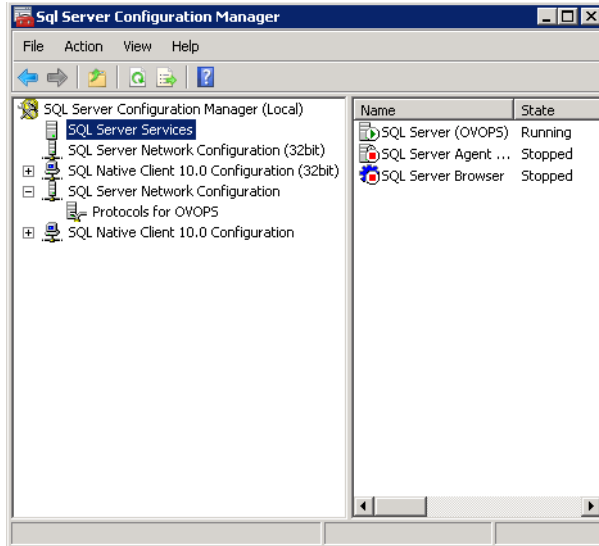 Sql Server Configuration Manager
File Action View Help
SQL Server Configuration Manager (Local)
SQL Server Services
SQL Server Network Configuration (32bit)
SQL Native Client 10.0 Configuration (32bit)
SQL Server Network Configuration
Protocols for OVOPS
SQL Native Client 10.0 Configuration
Name State
SQL Server (OVOPS) Running
SQL Server Agent ... Stopped
SQL Server Browser Stopped